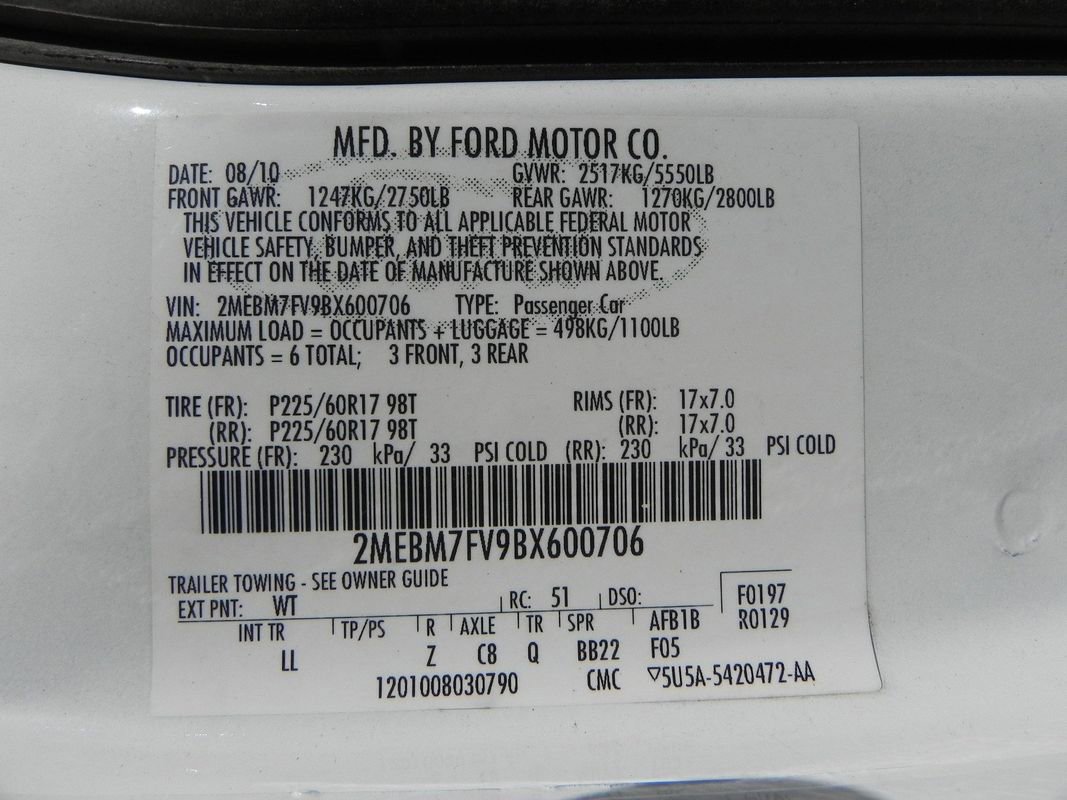 MFD. BY FORD MOTOR CO.
DATE: 08/10 GVWR: 2517KG/5550LB
FRONT GAWR: 1247KG/2750LB REAR GAWR: 1270KG/2800LB
THIS VEHICLE CONFORMS TO ALL APPLICABLE FEDERAL MOTOR
VEHICLE SAFETY, BUMPER, AND THEFT PREVENTION STANDARDS
IN EFFECT ON THE DATE OF MANUFACTURE SHOWN ABOVE.
VIN: 2MEBM7FV9BX600706 TYPE: Passenger Car
MAXIMUM LOAD = OCCUPANTS + LUGGAGE = 498KG/1100LB
OCCUPANTS = 6 TOTAL; 3 FRONT, 3 REAR
TIRE (FR): P225/60R17 98T RIMS (FR): 17x7.0
(RR): P225/60R17 98T (RR): 17x7.0
PRESSURE (FR): 230 kPa/ 33 PSI COLD (RR): 230 kPa/ 33 PSI COLD
2MEBM7FV9BX600706
TRAILER TOWING - SEE OWNER GUIDE
EXT PNT: WT RC: 51 DSO: F0197
INT TR TP/PS R AXLE TR SPR AFB1B R0129
LL Z C8 Q BB22 F05
1201008030790 CMC ▽5U5A-5420472-AA